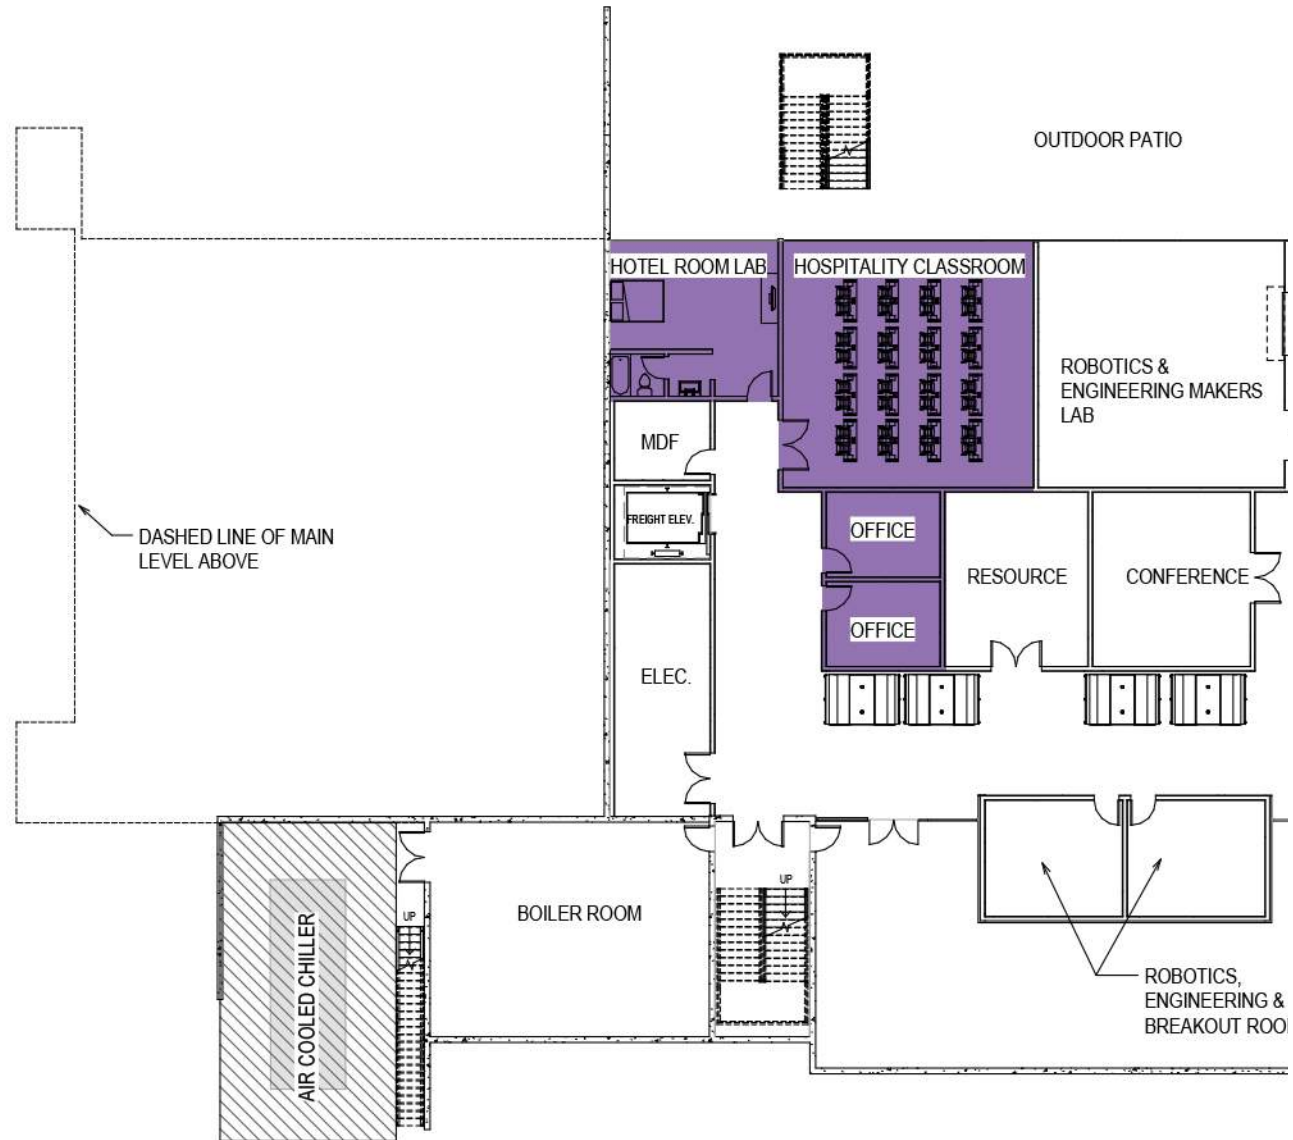 OUTDOOR PATIO
HOTEL ROOM LAB
HOSPITALITY CLASSROOM
ROBOTICS &
ENGINEERING MAKERS
LAB
MDF
FREIGHT ELEV.
OFFICE
DASHED LINE OF MAIN
LEVEL ABOVE
RESOURCE
CONFERENCE
OFFICE
ELEC.
UP
UP
BOILER ROOM
AIR COOLED CHILLER
ROBOTICS,
ENGINEERING &
BREAKOUT ROO